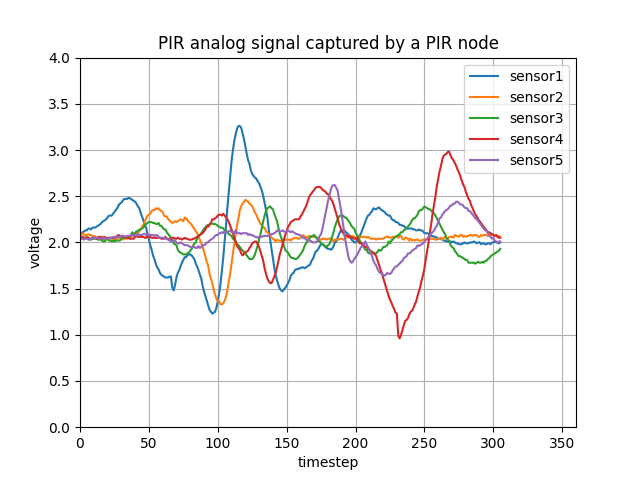 PIR analog signal captured by a PIR node
4.0
3.5
3.0
2.5
2.0
1.5
1.0
0.5
0.0
voltage
sensor1
sensor2
sensor3
sensor4
sensor5
0 50 100 150 200 250 300 350
timestep